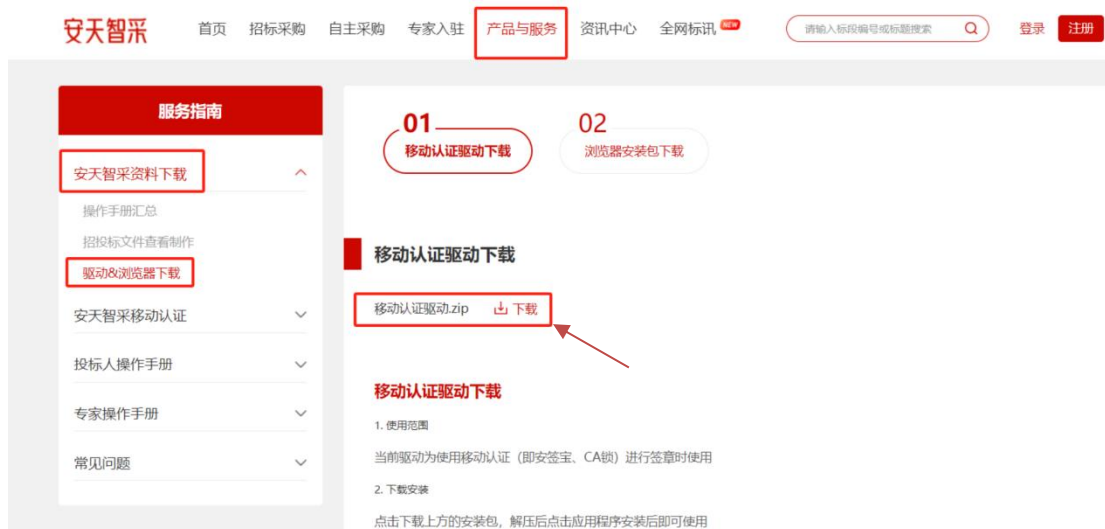 安天智采 首页 招标采购 自主采购 专家入驻 产品与服务 资讯中心 全网标讯 NEW 请输入标段编号或标题搜索 登录 注册
服务指南
安天智采资料下载
操作手册汇总
招投标文件查看制作
驱动&浏览器下载
安天智采移动认证
投标人操作手册
专家操作手册
常见问题
01 02
移动认证驱动下载 浏览器安装包下载
移动认证驱动下载
移动认证驱动.zip 下载
移动认证驱动下载
1. 使用范围
当前驱动为使用移动认证（即安签宝、CA锁）进行签章时使用
2. 下载安装
点击下载上方的安装包，解压后点击应用程序安装后即可使用